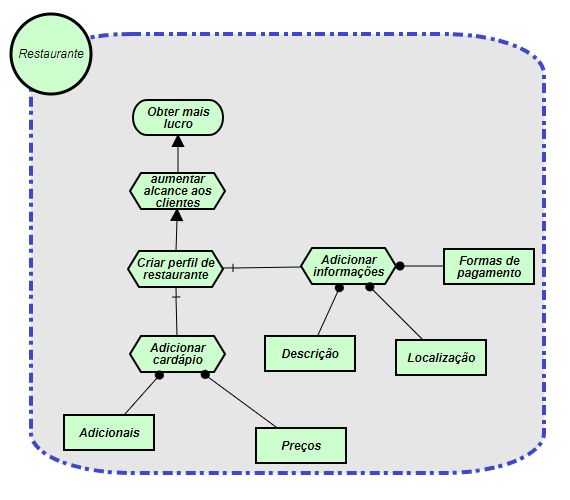 Restaurante
Obter mais
lucro
aumentar
alcance aos
clientes
Criar perfil de
restaurante
Adicionar
informações
Formas de
pagamento
Descrição
Localização
Adicionar
cardápio
Adicionais
Preços